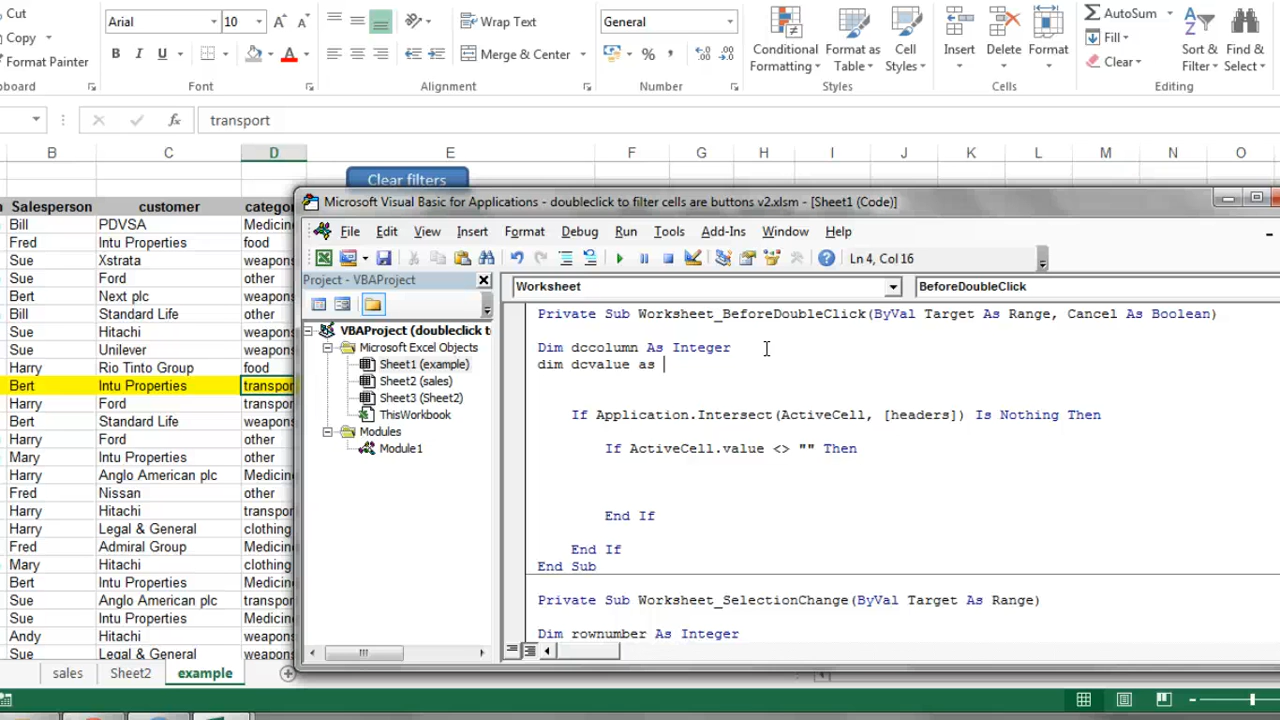 Cut
Copy
Format Painter
Arial
10
Wrap Text
Merge & Center
General
Conditional Formatting
Format as Table
Cell Styles
Insert
Delete
Format
AutoSum
Fill
Clear
Sort & Filter
Find & Select
Font
Alignment
Number
Styles
Cells
Editing
transport
B C D E F G H I J K L M N O
Clear filters
Salesperson customer
Bill PDVSA
Fred Intu Properties food
Sue Xstrata
Sue Ford other
Bert Next plc
Bill Standard Life other
Sue Hitachi
Sue Unilever
Harry Rio Tinto Group food
Bert Intu Properties
Harry Ford
Bert Standard Life
Harry Ford other
Mary Intu Properties other
Harry Anglo American plc
Fred Nissan other
Harry Hitachi
Harry Legal & General clothing
Fred Admiral Group
Mary Hitachi clothing
Bert Intu Properties
Sue Anglo American plc
Sue Intu Properties
Andy Hitachi
Sue Legal & General
sales Sheet2 example
Microsoft Visual Basic for Applications - doubleclick to filter cells are buttons v2.xlsm - [Sheet1 (Code)]
File Edit View Insert Format Debug Run Tools Add-Ins Window Help
Ln 4, Col 16
Project - VBAProject
VBAProject (doubleclick t
Microsoft Excel Objects
Sheet1 (example)
Sheet2 (sales)
Sheet3 (Sheet2)
ThisWorkbook
Modules
Module1
Worksheet
BeforeDoubleClick
Private Sub Worksheet_BeforeDoubleClick(ByVal Target As Range, Cancel As Boolean)
Dim dccolumn As Integer
dim dcvalue as
If Application.Intersect(ActiveCell, [headers]) Is Nothing Then
If ActiveCell.value <> "" Then
End If
End If
End Sub
Private Sub Worksheet_SelectionChange(ByVal Target As Range)
Dim rownumber As Integer